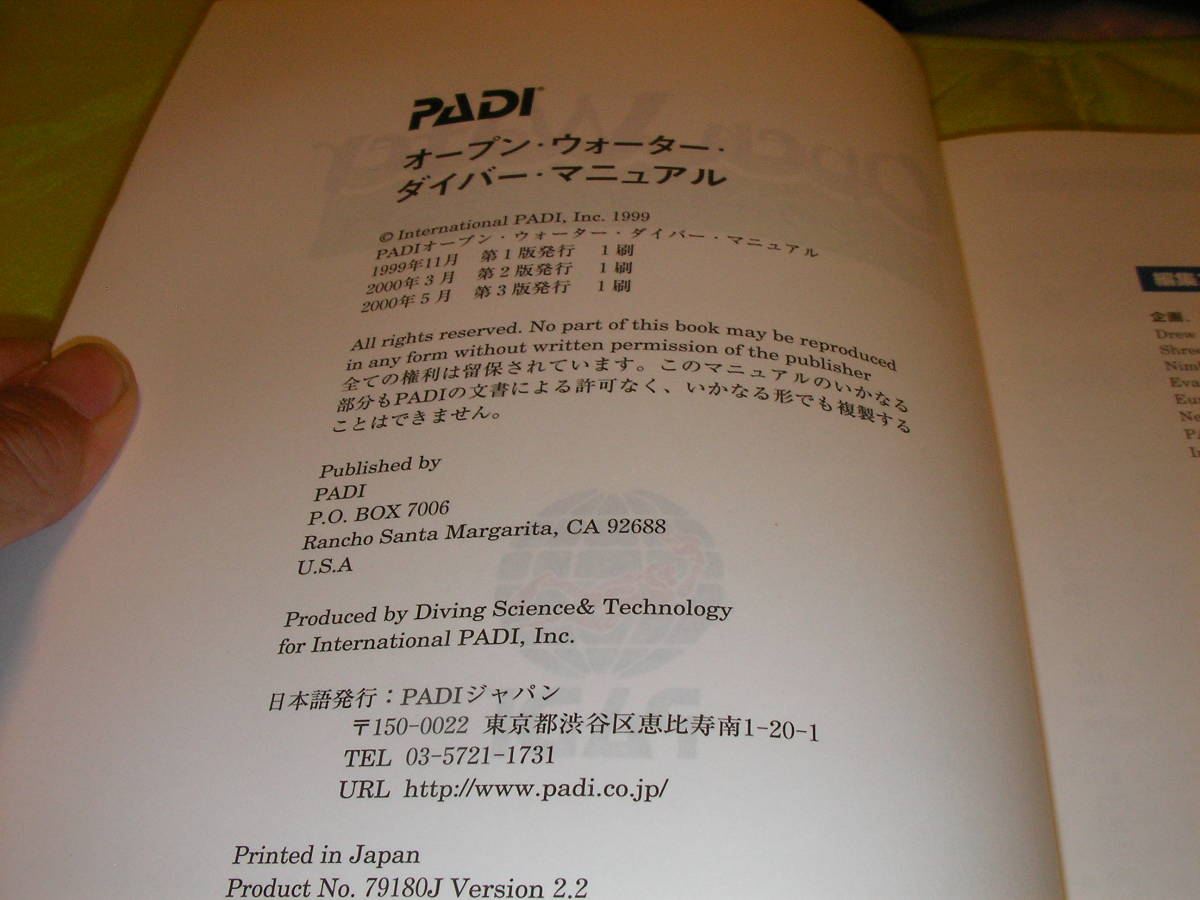 PADI
オープン・ウォーター・
ダイバー・マニュアル
© International PADI, Inc. 1999
PADIオープン・ウォーター・ダイバー・マニュアル
1999年11月 第1版発行 1刷
2000年3月 第2版発行 1刷
2000年5月 第3版発行 1刷
All rights reserved. No part of this book may be reproduced
in any form without written permission of the publisher
全ての権利は留保されています。このマニュアルのいかなる
部分もPADIの文書による許可なく、いかなる形でも複製する
ことはできません。
Published by
PADI
P.O. BOX 7006
Rancho Santa Margarita, CA 92688
U.S.A
Produced by Diving Science& Technology
for International PADI, Inc.
日本語発行：PADIジャパン
〒150-0022 東京都渋谷区恵比寿南1-20-1
TEL 03-5721-1731
URL http://www.padi.co.jp/
Printed in Japan
Product No. 79180J Version 2.2
編集
企画、
Drew